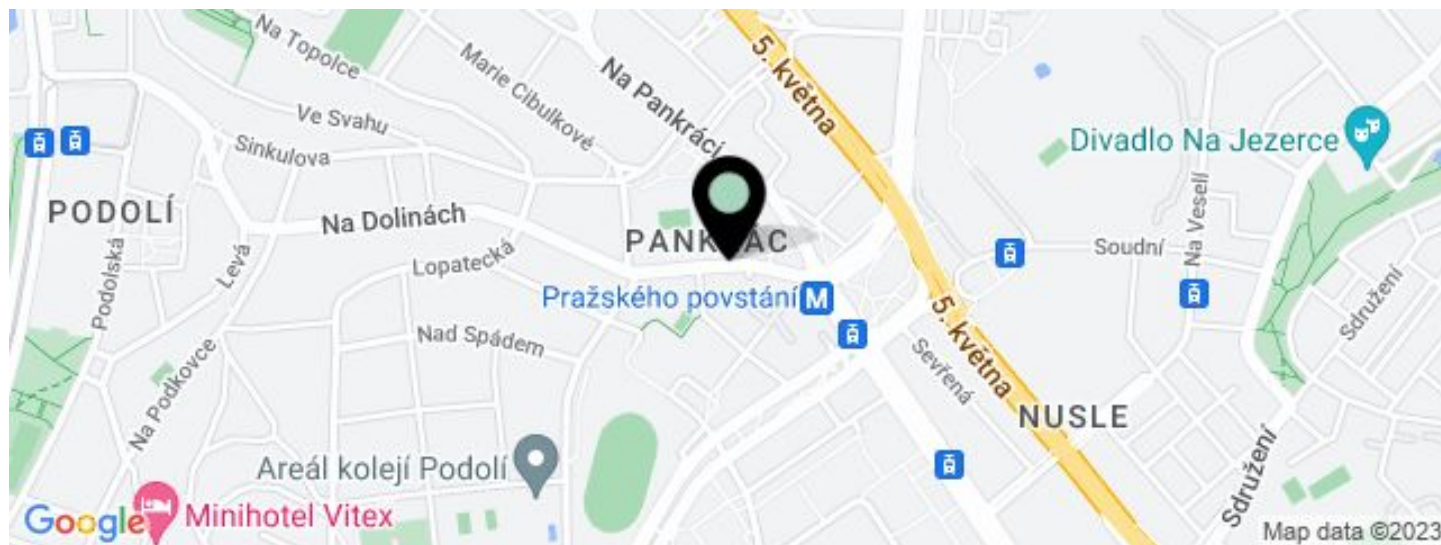 Na Topolce
Marie Cibulkové
Na Pankráci
5. května
Ve Svahu
Sinkulova
Divadlo Na Jezerce
PODOLÍ
Na Dolinách
PANK AC
Podolská
Levá
Lopatecká
Soudní
Na Veselí
Sdružení
Pražského povstání
M
Nad Spádem
5. května
Sevřená
Na Podkovce
NUSLE
Areál kolejí Podolí
Sdružení
Google
Minihotel Vitex
Map data ©2023